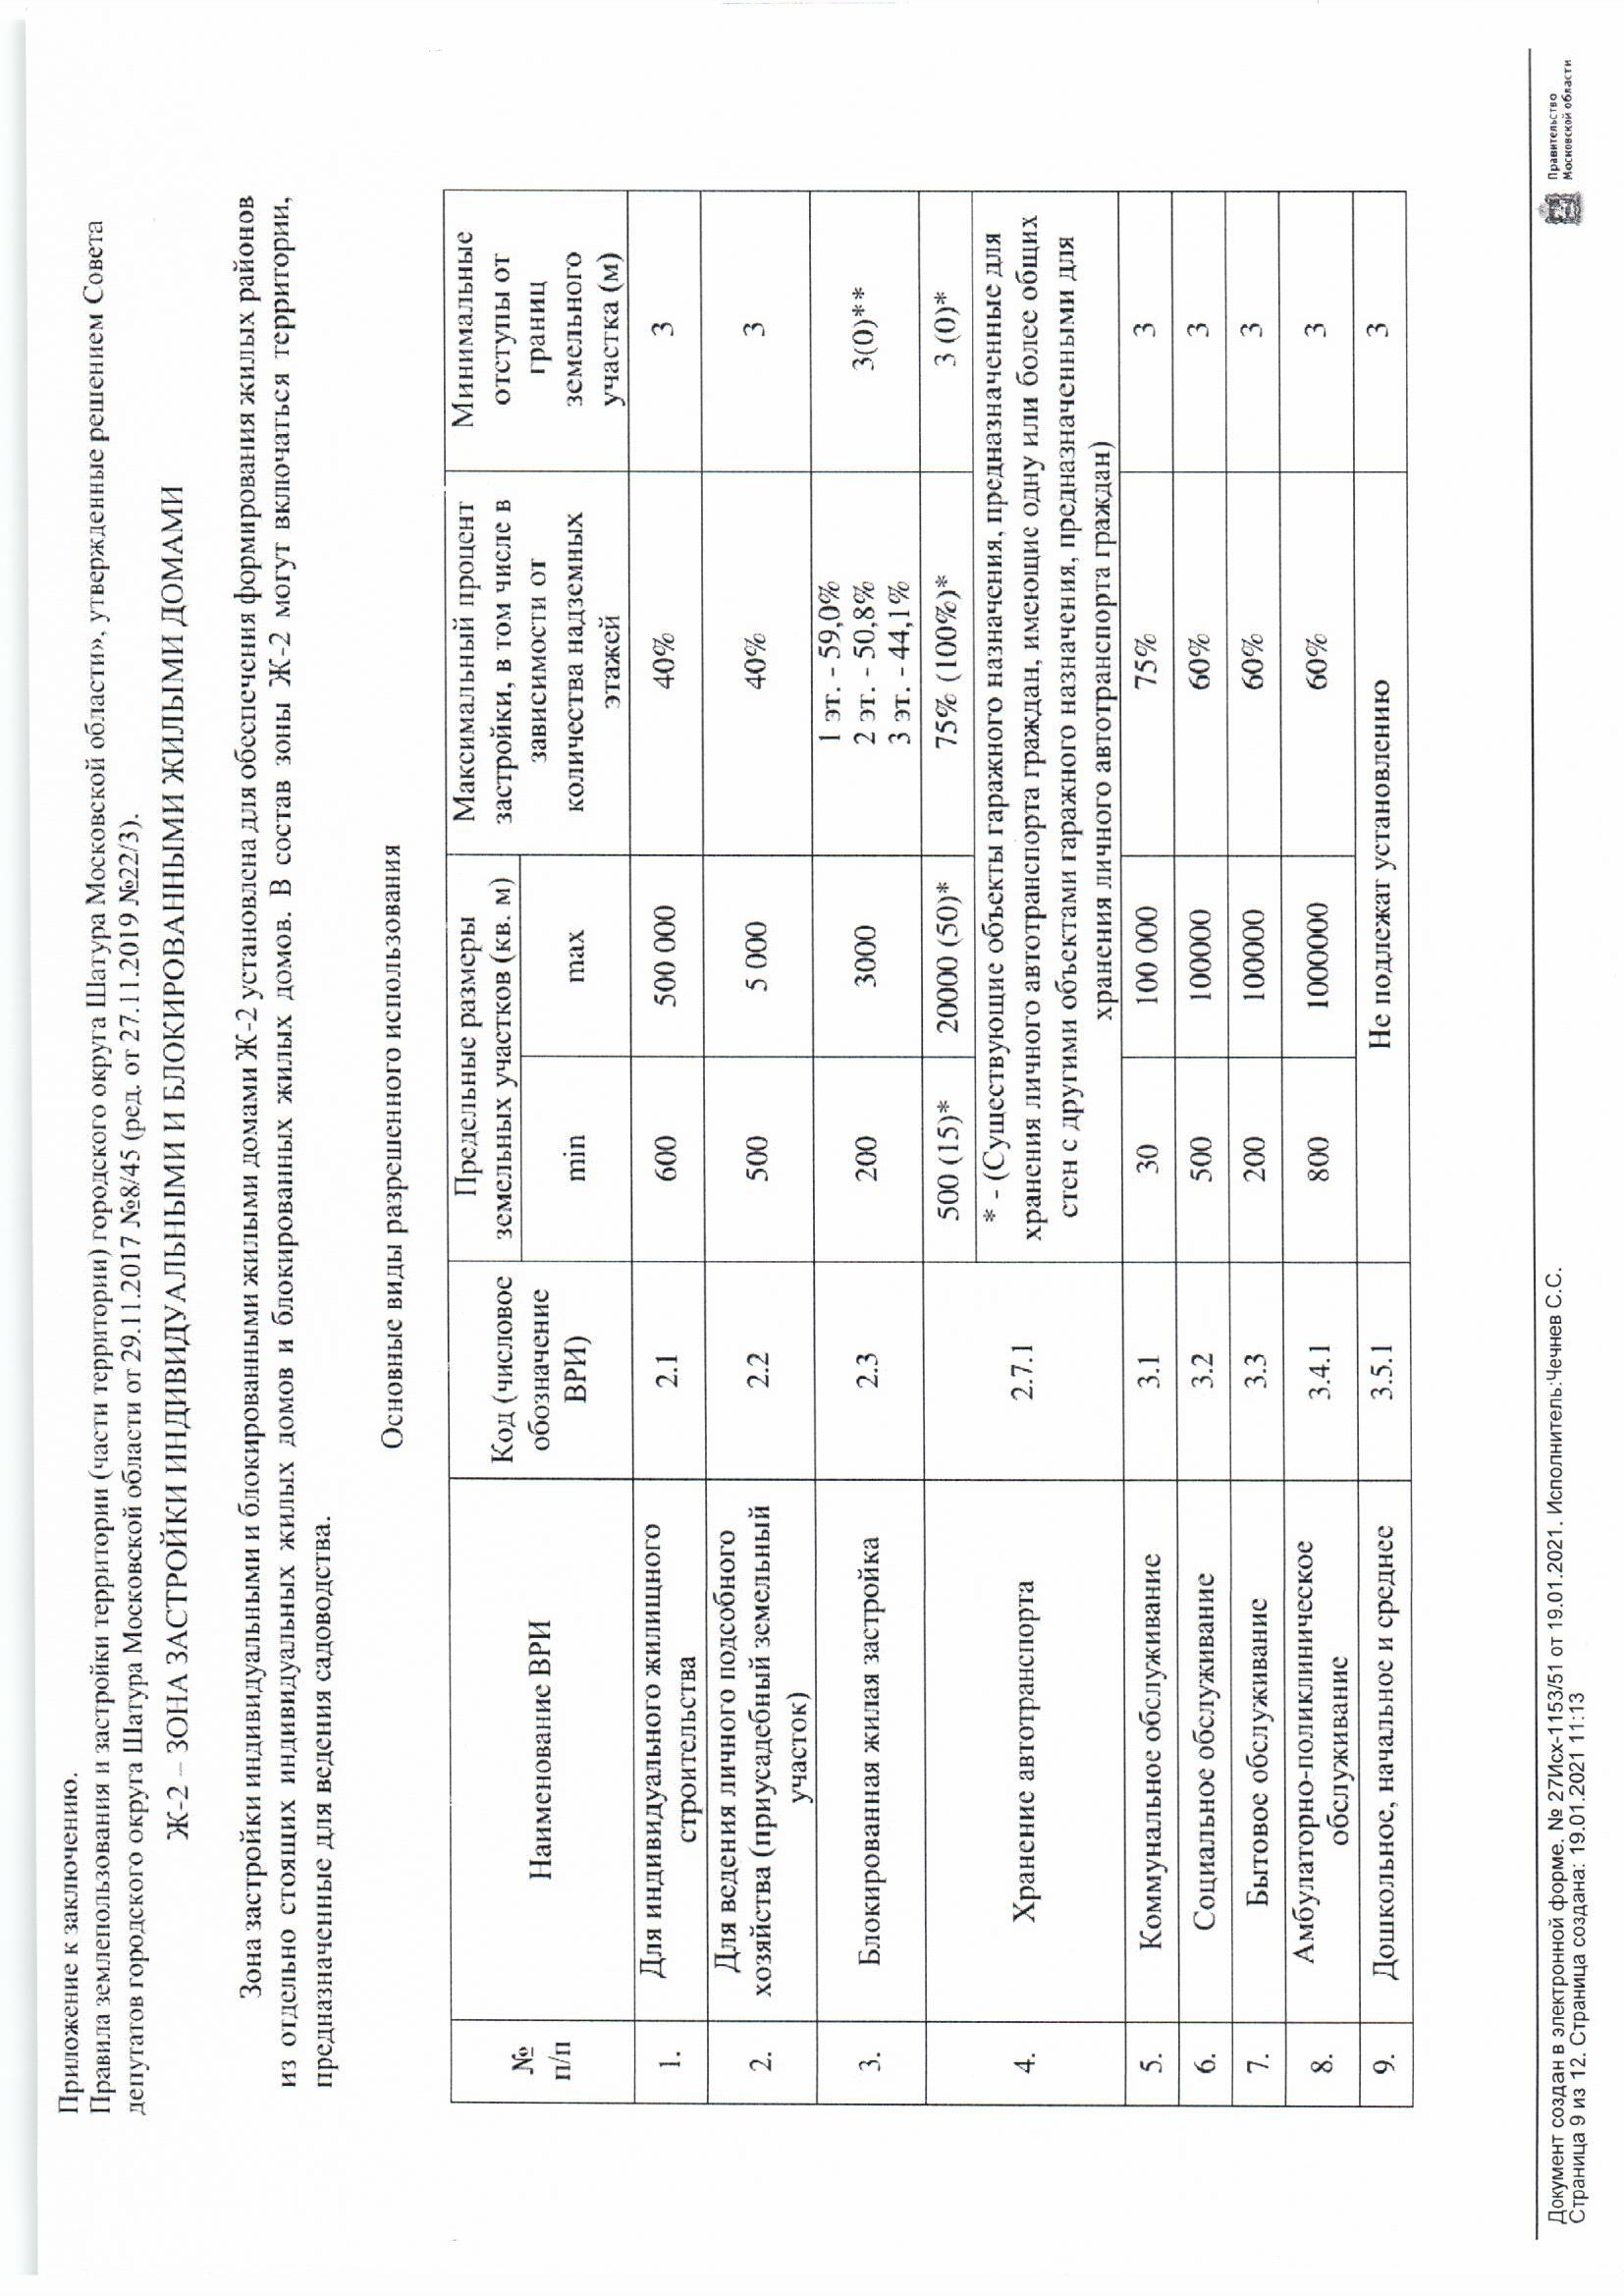 Приложение к заключению.
Правила землепользования и застройки территории (части территории) городского округа Шатура Московской области», утвержденные решением Совета
депутатов городского округа Шатура Московской области от 29.11.2017 №8/45 (ред. от 27.11.2019 №22/3).
Ж-2 – ЗОНА ЗАСТРОЙКИ ИНДИВИДУАЛЬНЫМИ И БЛОКИРОВАННЫМИ ЖИЛЫМИ ДОМАМИ
Зона застройки индивидуальными и блокированными жилыми домами Ж-2 установлена для обеспечения формирования жилых районов
из отдельно стоящих индивидуальных жилых домов и блокированных жилых домов. В состав зоны Ж-2 могут включаться территории,
предназначенные для ведения садоводства.
Основные виды разрешенного использования
№ п/п
Наименование ВРИ
Код (числовое
обозначение
ВРИ)
Предельные размеры
земельных участков (кв. м)
min
max
Максимальный процент
застройки, в том числе в
зависимости от
количества надземных
этажей
Минимальные
отступы от
границ
земельного
участка (м)
1. Для индивидуального жилищного
строительства
2.1 600 500 000 40% 3
2. Для ведения личного подсобного
хозяйства (приусадебный земельный
участок)
2.2 500 5 000 40% 3
3. Блокированная жилая застройка 2.3 200 3000
1 эт. - 59,0%
2 эт. - 50,8%
3 эт. - 44,1%
3(0)**
4. Хранение автотранспорта 2.7.1
500 (15)* 20000 (50)* 75% (100%)* 3 (0)*
* - (Существующие объекты гаражного назначения, предназначенные для
хранения личного автотранспорта граждан, имеющие одну или более общих
стен с другими объектами гаражного назначения, предназначенными для
хранения личного автотранспорта граждан)
5. Коммунальное обслуживание 3.1 30 100 000 75% 3
6. Социальное обслуживание 3.2 500 100000 60% 3
7. Бытовое обслуживание 3.3 200 100000 60% 3
8. Амбулаторно-поликлиническое
обслуживание
3.4.1 800 1000000 60% 3
9. Дошкольное, начальное и среднее 3.5.1 Не подлежат установлению 3
Документ создан в электронной форме. № 27Исх-1153/51 от 19.01.2021. Исполнитель:Чечнев С.С.
Страница 9 из 12. Страница создана: 19.01.2021 11:13
Правительство
Московской области